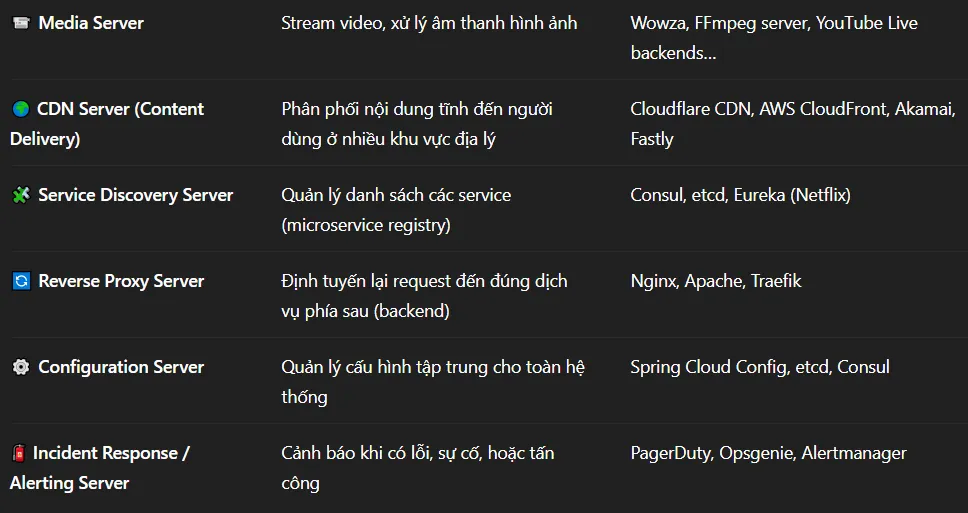 Media Server
Stream video, xử lý âm thanh hình ảnh
Wowza, FFmpeg server, YouTube Live
backends...
CDN Server (Content
Delivery)
Phân phối nội dung tĩnh đến người
dùng ở nhiều khu vực địa lý
Cloudflare CDN, AWS CloudFront, Akamai,
Fastly
Service Discovery Server
Quản lý danh sách các service
(microservice registry)
Consul, etcd, Eureka (Netflix)
Reverse Proxy Server
Định tuyến lại request đến đúng dịch
vụ phía sau (backend)
Nginx, Apache, Traefik
Configuration Server
Quản lý cấu hình tập trung cho toàn hệ
thống
Spring Cloud Config, etcd, Consul
Incident Response /
Alerting Server
Cảnh báo khi có lỗi, sự cố, hoặc tấn
công
PagerDuty, Opsgenie, Alertmanager